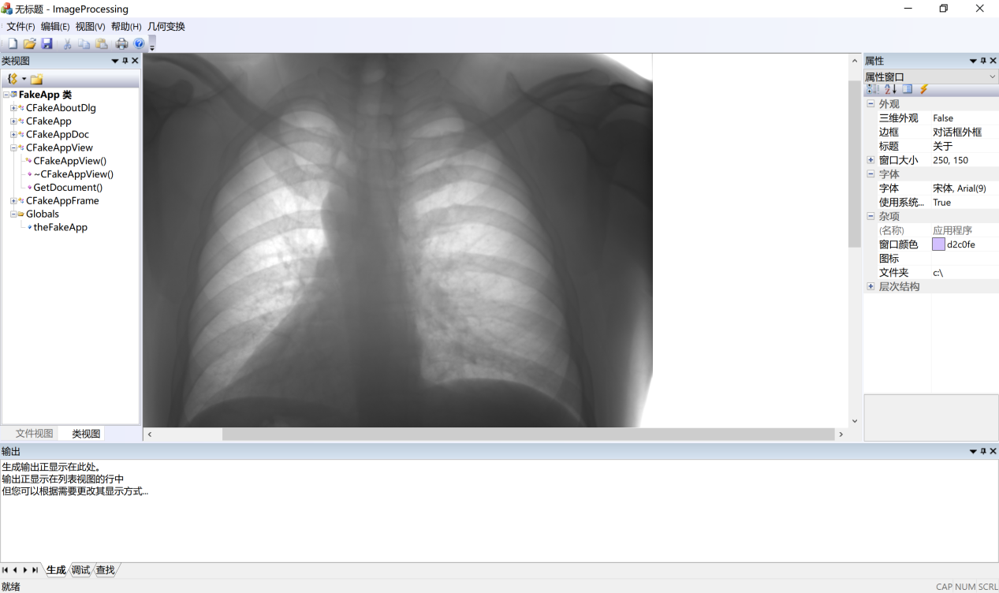 无标题 - ImageProcessing
文件(F) 编辑(E) 视图(V) 帮助(H) 几何变换
类视图
FakeApp 类
CFakeAboutDlg
CFakeApp
CFakeAppDoc
CFakeAppView
CFakeAppView()
~CFakeAppView()
GetDocument()
CFakeAppFrame
Globals
theFakeApp
文件视图 类视图
属性
属性窗口
外观
三维外观 False
边框 对话框外框
标题 关于
窗口大小 250, 150
字体
字体 宋体, Arial(9)
使用系统... True
杂项
(名称) 应用程序
窗口颜色 d2c0fe
图标
文件夹 c:\
层次结构
输出
生成输出正显示在此处。
输出正显示在列表视图的行中
但您可以根据需要更改其显示方式...
生成 调试 查找
就绪
CAP NUM SCRL